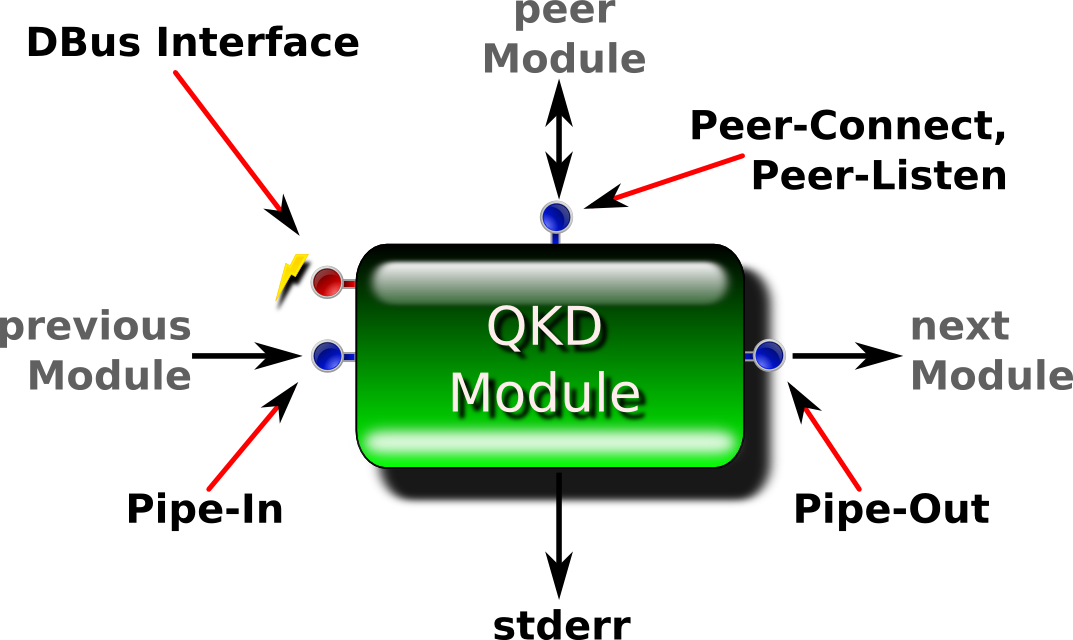 DBus Interface
peer
Module
Peer-Connect,
Peer-Listen
previous
Module
QKD
Module
next
Module
Pipe-In
Pipe-Out
stderr